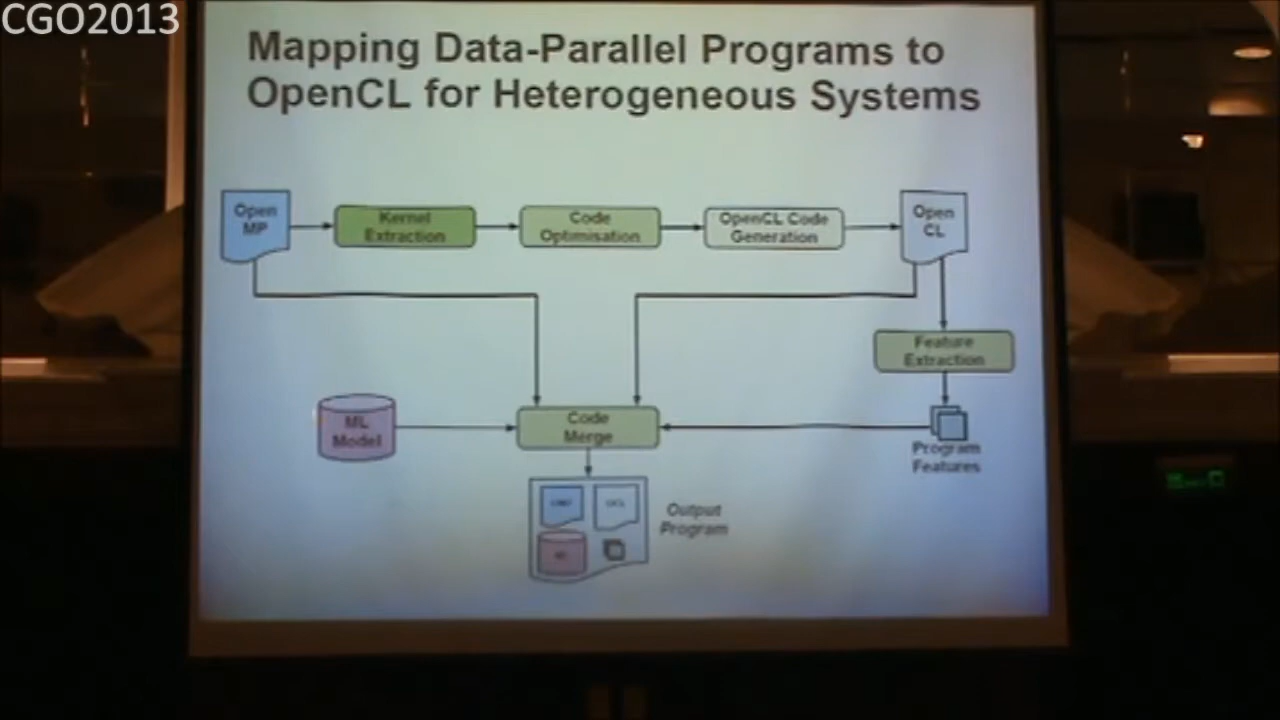 CGO2013
Mapping Data-Parallel Programs to
OpenCL for Heterogeneous Systems
Open
MP
Kernel
Extraction
Code
Optimisation
OpenCL Code
Generation
Open
CL
Feature
Extraction
ML
Model
Code
Merge
Program
Features
Output
Program